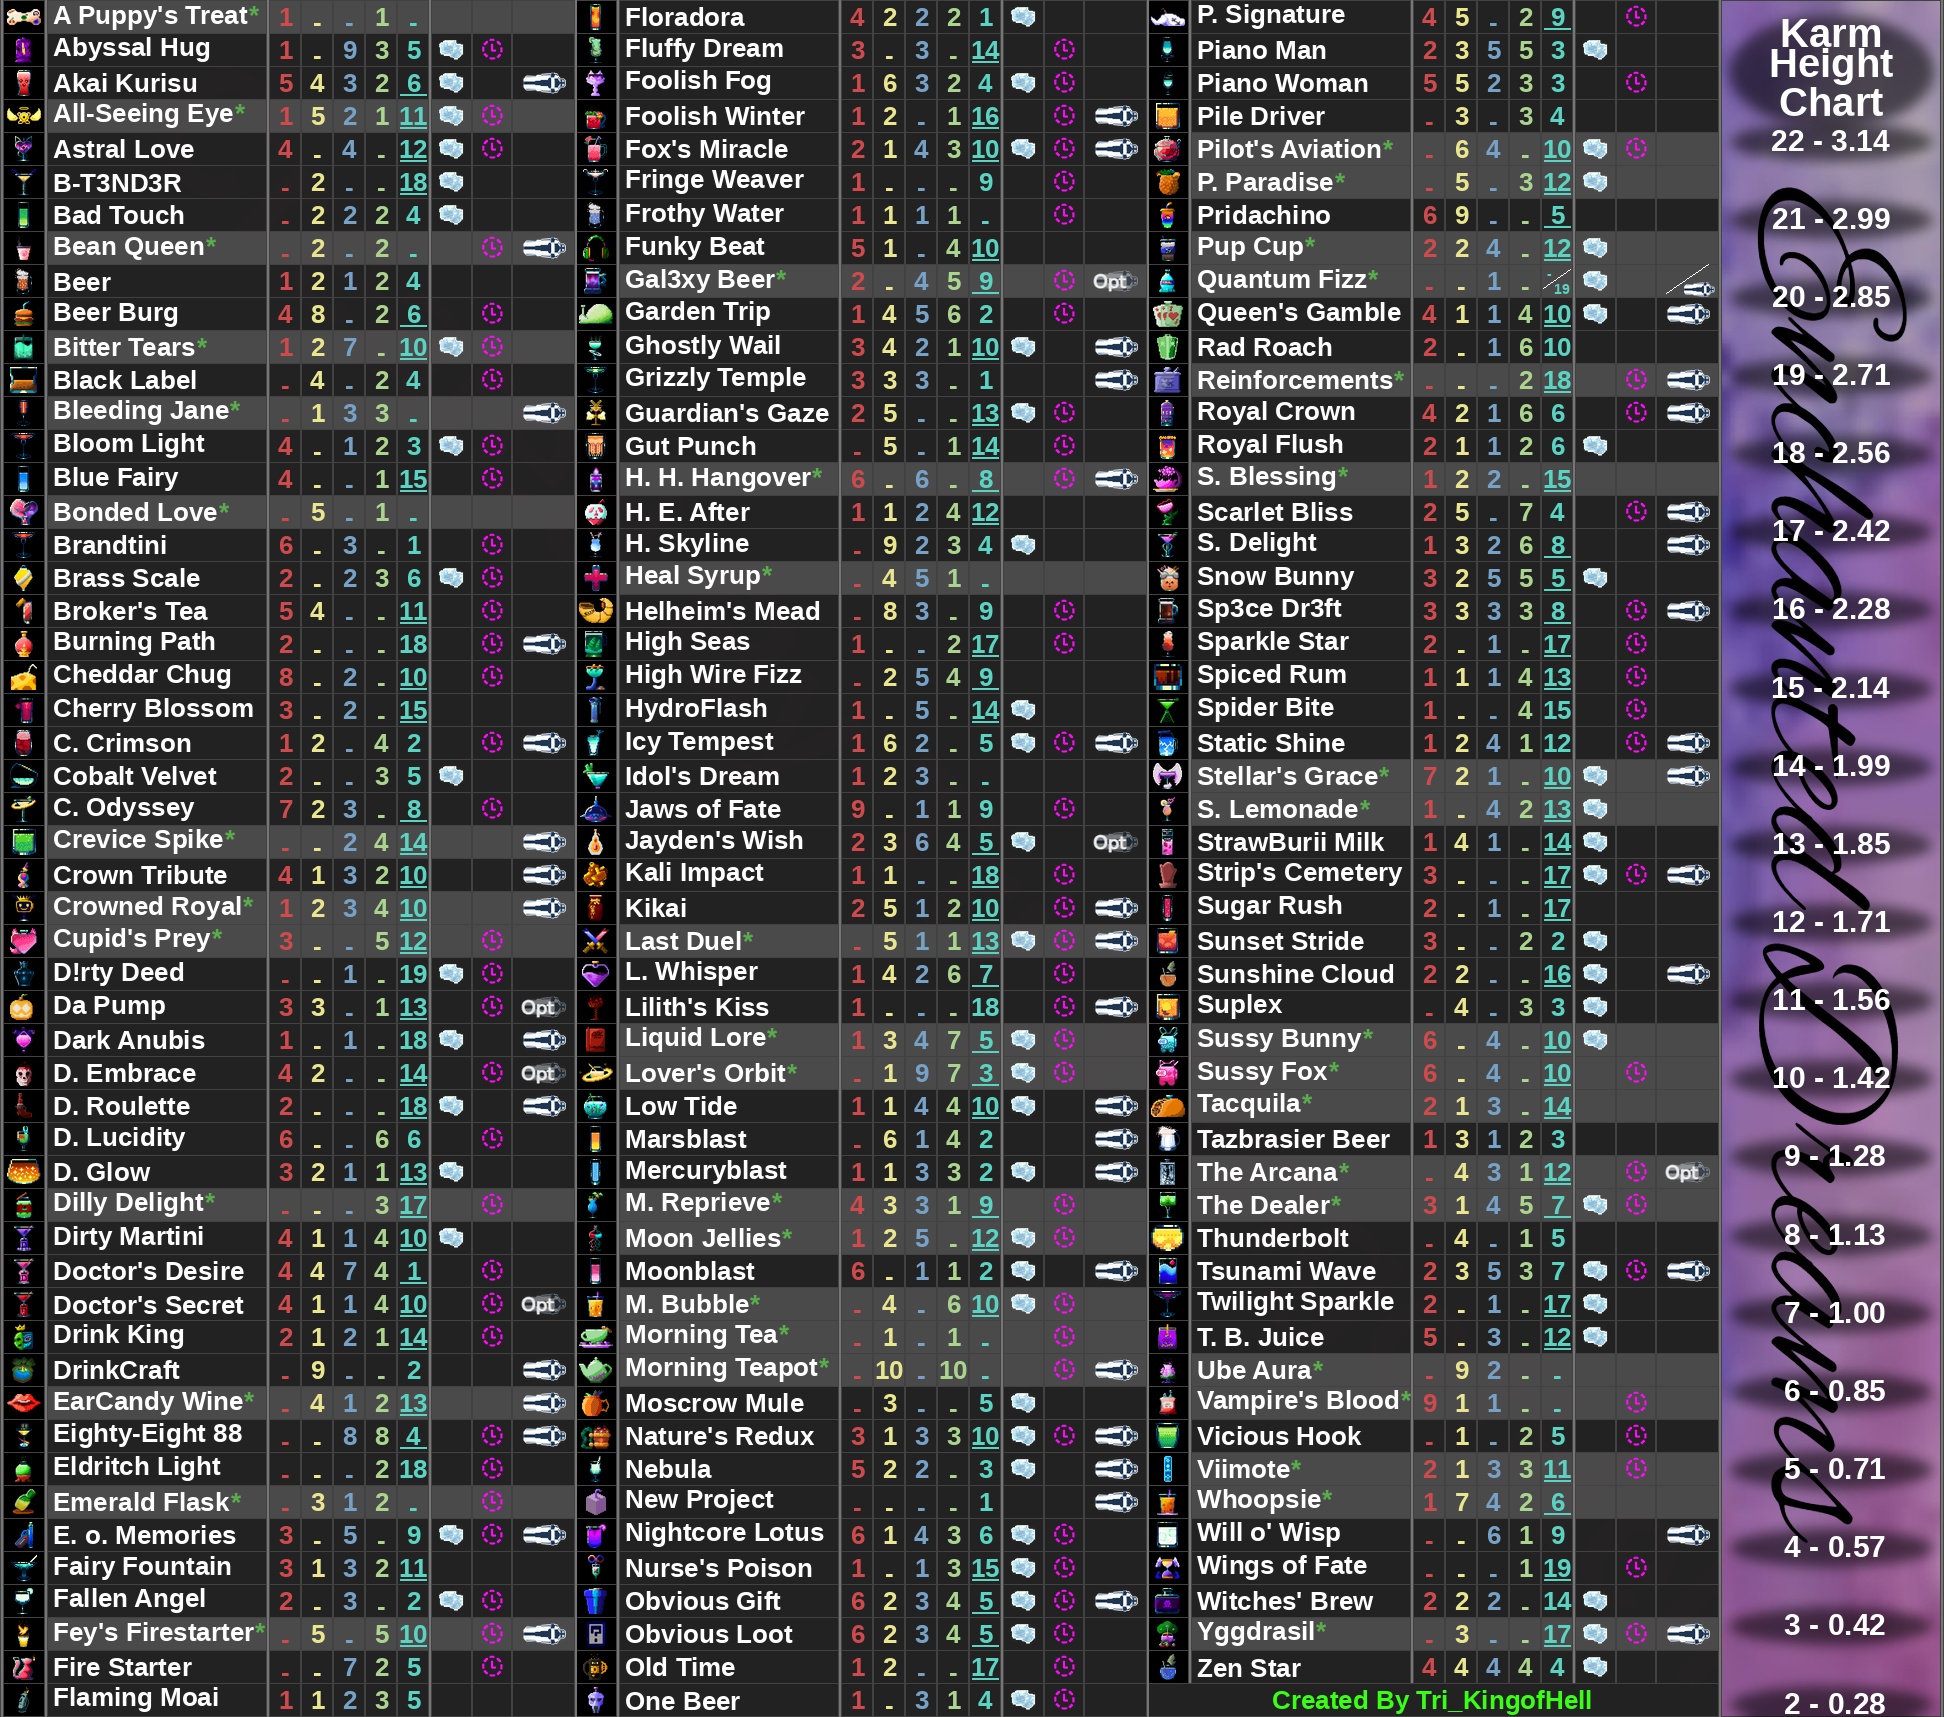 A Puppy's Treat* 1 - - 1 -
Abyssal Hug 1 - 9 3 5
Akai Kurisu 5 4 3 2 6
All-Seeing Eye* 1 5 2 1 11
Astral Love 4 - 4 - 12
B-T3ND3R - 2 - - 18
Bad Touch - 2 2 2 4
Bean Queen* - 2 - 2 -
Beer 1 2 1 2 4
Beer Burg 4 8 - 2 6
Bitter Tears* 1 2 7 - 10
Black Label - 4 - 2 4
Bleeding Jane* - 1 3 3 -
Bloom Light 4 - 1 2 3
Blue Fairy 4 - - 1 15
Bonded Love* - 5 - 1 -
Brandtini 6 - 3 - 1
Brass Scale 2 - 2 3 6
Broker's Tea 5 4 - - 11
Burning Path 2 - - - 18
Cheddar Chug 8 - 2 - 10
Cherry Blossom 3 - 2 - 15
C. Crimson 1 2 - 4 2
Cobalt Velvet 2 - - 3 5
C. Odyssey 7 2 3 - 8
Crevice Spike* - - 2 4 14
Crown Tribute 4 1 3 2 10
Crowned Royal* 1 2 3 4 10
Cupid's Prey* 3 - - 5 12
D!rty Deed - - 1 - 19
Da Pump 3 3 - 1 13 Opt
Dark Anubis 1 - 1 - 18
D. Embrace 4 2 - - 14 Opt
D. Roulette 2 - - - 18
D. Lucidity 6 - - 6 6
D. Glow 3 2 1 1 13
Dilly Delight* - - - 3 17
Dirty Martini 4 1 1 4 10
Doctor's Desire 4 4 7 4 1
Doctor's Secret 4 1 1 4 10 Opt
Drink King 2 1 2 1 14
DrinkCraft - 9 - - 2
EarCandy Wine* - 4 1 2 13
Eighty-Eight 88 - - 8 8 4
Eldritch Light - - - 2 18
Emerald Flask* - 3 1 2 -
E. o. Memories 3 - 5 - 9
Fairy Fountain 3 1 3 2 11
Fallen Angel 2 - 3 - 2
Fey's Firestarter* - 5 - 5 10
Fire Starter - - 7 2 5
Flaming Moai 1 1 2 3 5
Floradora 4 2 2 2 1
Fluffy Dream 3 - 3 - 14
Foolish Fog 1 6 3 2 4
Foolish Winter 1 2 - 1 16
Fox's Miracle 2 1 4 3 10
Fringe Weaver 1 - - - 9
Frothy Water 1 1 1 1 -
Funky Beat 5 1 - 4 10
Gal3xy Beer* 2 - 4 5 9 Opt
Garden Trip 1 4 5 6 2
Ghostly Wail 3 4 2 1 10
Grizzly Temple 3 3 3 - 1
Guardian's Gaze 2 5 - - 13
Gut Punch - 5 - 1 14
H. H. Hangover* 6 - 6 - 8
H. E. After 1 1 2 4 12
H. Skyline - 9 2 3 4
Heal Syrup* - 4 5 1 -
Helheim's Mead - 8 3 - 9
High Seas 1 - - 2 17
High Wire Fizz - 2 5 4 9
HydroFlash 1 - 5 - 14
Icy Tempest 1 6 2 - 5
Idol's Dream 1 2 3 - -
Jaws of Fate 9 - 1 1 9
Jayden's Wish 2 3 6 4 5 Opt
Kali Impact 1 1 - - 18
Kikai 2 5 1 2 10
Last Duel* - 5 1 1 13
L. Whisper 1 4 2 6 7
Lilith's Kiss 1 - - - 18
Liquid Lore* 1 3 4 7 5
Lover's Orbit* - 1 9 7 3
Low Tide 1 1 4 4 10
Marsblast - 6 1 4 2
Mercuryblast 1 1 3 3 2
M. Reprieve* 4 3 3 1 9
Moon Jellies* 1 2 5 - 12
Moonblast 6 - 1 1 2
M. Bubble* - 4 - 6 10
Morning Tea* - 1 - 1 -
Morning Teapot* - 10 - 10 -
Moscrow Mule - 3 - - 5
Nature's Redux 3 1 3 3 10
Nebula 5 2 2 - 3
New Project - - - - 1
Nightcore Lotus 6 1 4 3 6
Nurse's Poison 1 - 1 3 15
Obvious Gift 6 2 3 4 5
Obvious Loot 6 2 3 4 5
Old Time 1 2 - - 17
One Beer 1 - 3 1 4
P. Signature 4 5 - 2 9
Piano Man 2 3 5 5 3
Piano Woman 5 5 2 3 3
Pile Driver - 3 - 3 4
Pilot's Aviation* - 6 4 - 10
P. Paradise* - 5 - 3 12
Pridachino 6 9 - - 5
Pup Cup* 2 2 4 - 12
Quantum Fizz* - - 1 - -/19
Queen's Gamble 4 1 1 4 10
Rad Roach 2 - 1 6 10
Reinforcements* - - - 2 18
Royal Crown 4 2 1 6 6
Royal Flush 2 1 1 2 6
S. Blessing* 1 2 2 - 15
Scarlet Bliss 2 5 - 7 4
S. Delight 1 3 2 6 8
Snow Bunny 3 2 5 5 5
Sp3ce Dr3ft 3 3 3 3 8
Sparkle Star 2 - 1 - 17
Spiced Rum 1 1 1 4 13
Spider Bite 1 - - 4 15
Static Shine 1 2 4 1 12
Stellar's Grace* 7 2 1 - 10
S. Lemonade* 1 - 4 2 13
StrawBurii Milk 1 4 1 - 14
Strip's Cemetery 3 - - - 17
Sugar Rush 2 - 1 - 17
Sunset Stride 3 - - 2 2
Sunshine Cloud 2 2 - - 16
Suplex - 4 - 3 3
Sussy Bunny* 6 - 4 - 10
Sussy Fox* 6 - 4 - 10
Tacquila* 2 1 3 - 14
Tazbrasier Beer 1 3 1 2 3
The Arcana* - 4 3 1 12 Opt
The Dealer* 3 1 4 5 7
Thunderbolt - 4 - 1 5
Tsunami Wave 2 3 5 3 7
Twilight Sparkle 2 - 1 - 17
T. B. Juice 5 - 3 - 12
Ube Aura* - 9 2 - -
Vampire's Blood* 9 1 1 - -
Vicious Hook - 1 - 2 5
Viimote* 2 1 3 3 11
Whoopsie* 1 7 4 2 6
Will o' Wisp - - 6 1 9
Wings of Fate - - - 1 19
Witches' Brew 2 2 2 - 14
Yggdrasil* - 3 - - 17
Zen Star 4 4 4 4 4
Created By Tri_KingofHell
Karm
Height
Chart
22 - 3.14
21 - 2.99
20 - 2.85
19 - 2.71
18 - 2.56
17 - 2.42
16 - 2.28
15 - 2.14
14 - 1.99
13 - 1.85
12 - 1.71
11 - 1.56
10 - 1.42
9 - 1.28
8 - 1.13
7 - 1.00
6 - 0.85
5 - 0.71
4 - 0.57
3 - 0.42
2 - 0.28
Enchanted Dreams